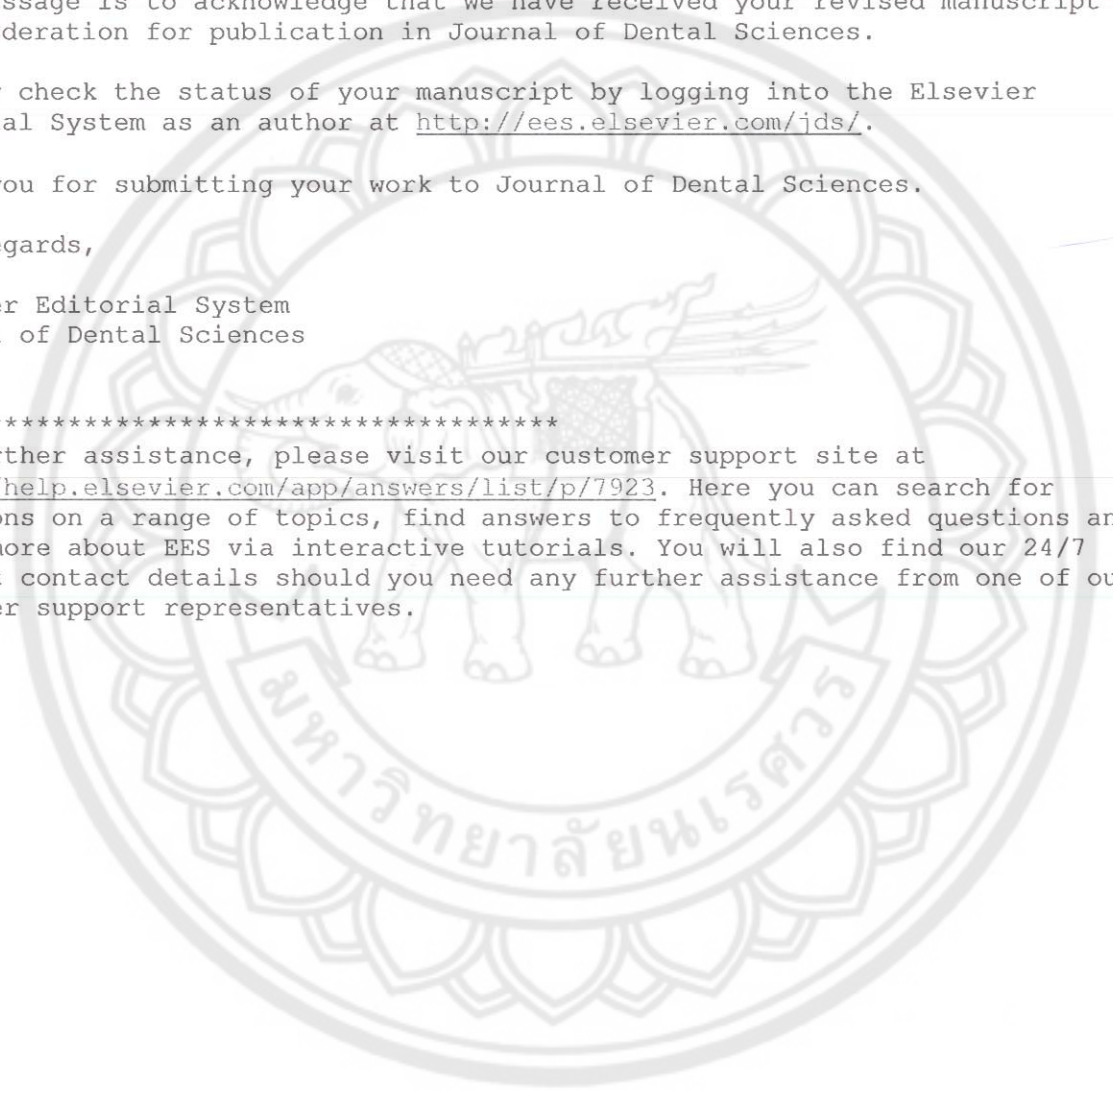 ssage is to acknowledge that we have received your revised manuscript
deration for publication in Journal of Dental Sciences.
check the status of your manuscript by logging into the Elsevier
al System as an author at http://ees.elsevier.com/jds/.
you for submitting your work to Journal of Dental Sciences.
egards,
er Editorial System
of Dental Sciences
***********************************
rther assistance, please visit our customer support site at
/help.elsevier.com/app/answers/list/p/7923. Here you can search for
ons on a range of topics, find answers to frequently asked questions an
more about EES via interactive tutorials. You will also find our 24/7
contact details should you need any further assistance from one of ou
er support representatives.
มหาวิทยาลัยนเรศวร